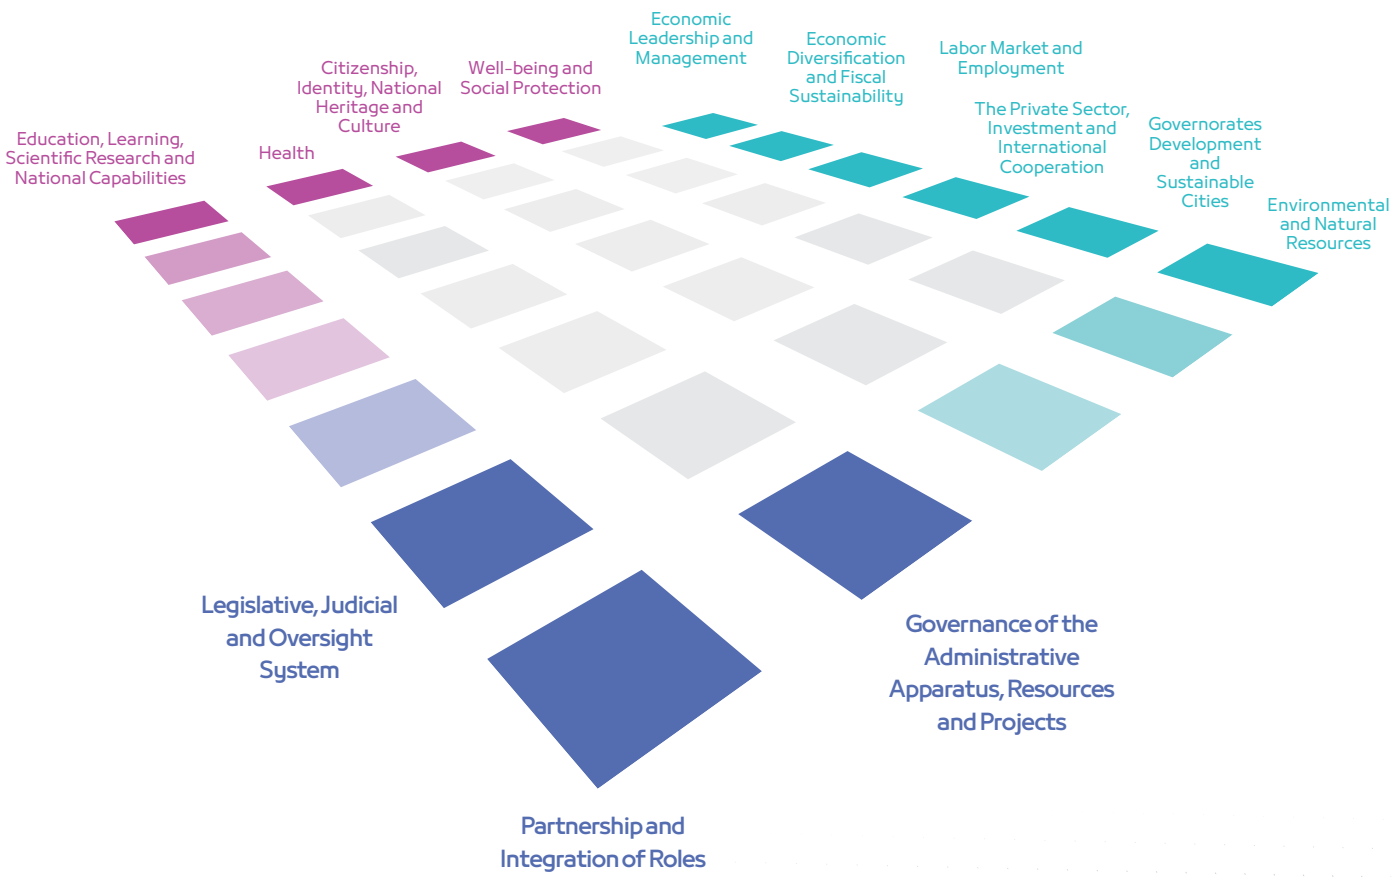 Education, Learning,
Scientific Research and
National Capabilities
Health
Citizenship,
Identity, National
Heritage and
Culture
Well-being and
Social Protection
Economic
Leadership and
Management
Economic
Diversification
and Fiscal
Sustainability
Labor Market and
Employment
The Private Sector,
Investment and
International
Cooperation
Governorates
Development
and
Sustainable
Cities
Environmental
and Natural
Resources
Legislative, Judicial
and Oversight
System
Governance of the
Administrative
Apparatus, Resources
and Projects
Partnership and
Integration of Roles